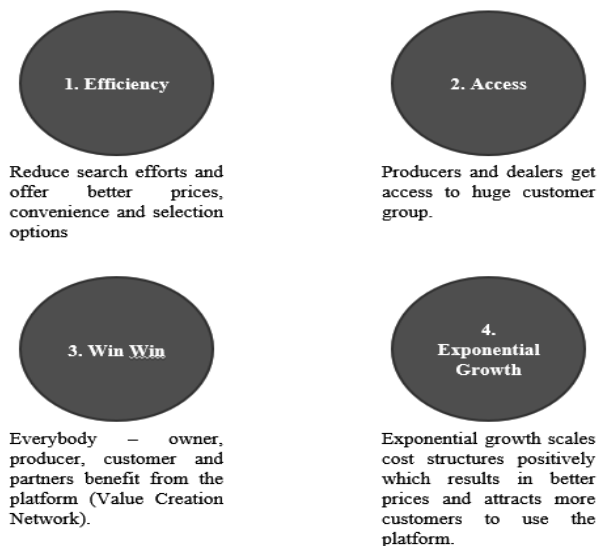 1. Efficiency
Reduce search efforts and
offer better prices,
convenience and selection
options
2. Access
Producers and dealers get
access to huge customer
group.
3. Win Win
Everybody – owner,
producer, customer and
partners benefit from the
platform (Value Creation
Network).
4.
Exponential
Growth
Exponential growth scales
cost structures positively
which results in better
prices and attracts more
customers to use the
platform.